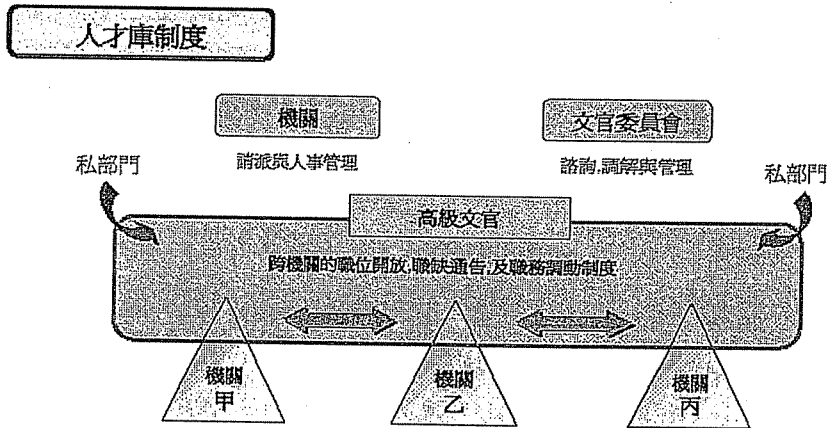 人才庫制度
機關
文官委員會
請派與人事管理
諮詢,調解與管理
私部門
私部門
高級文官
跨機關的職位開放,職缺通告,及職務調動制度
機關
甲
機關
乙
機關
丙